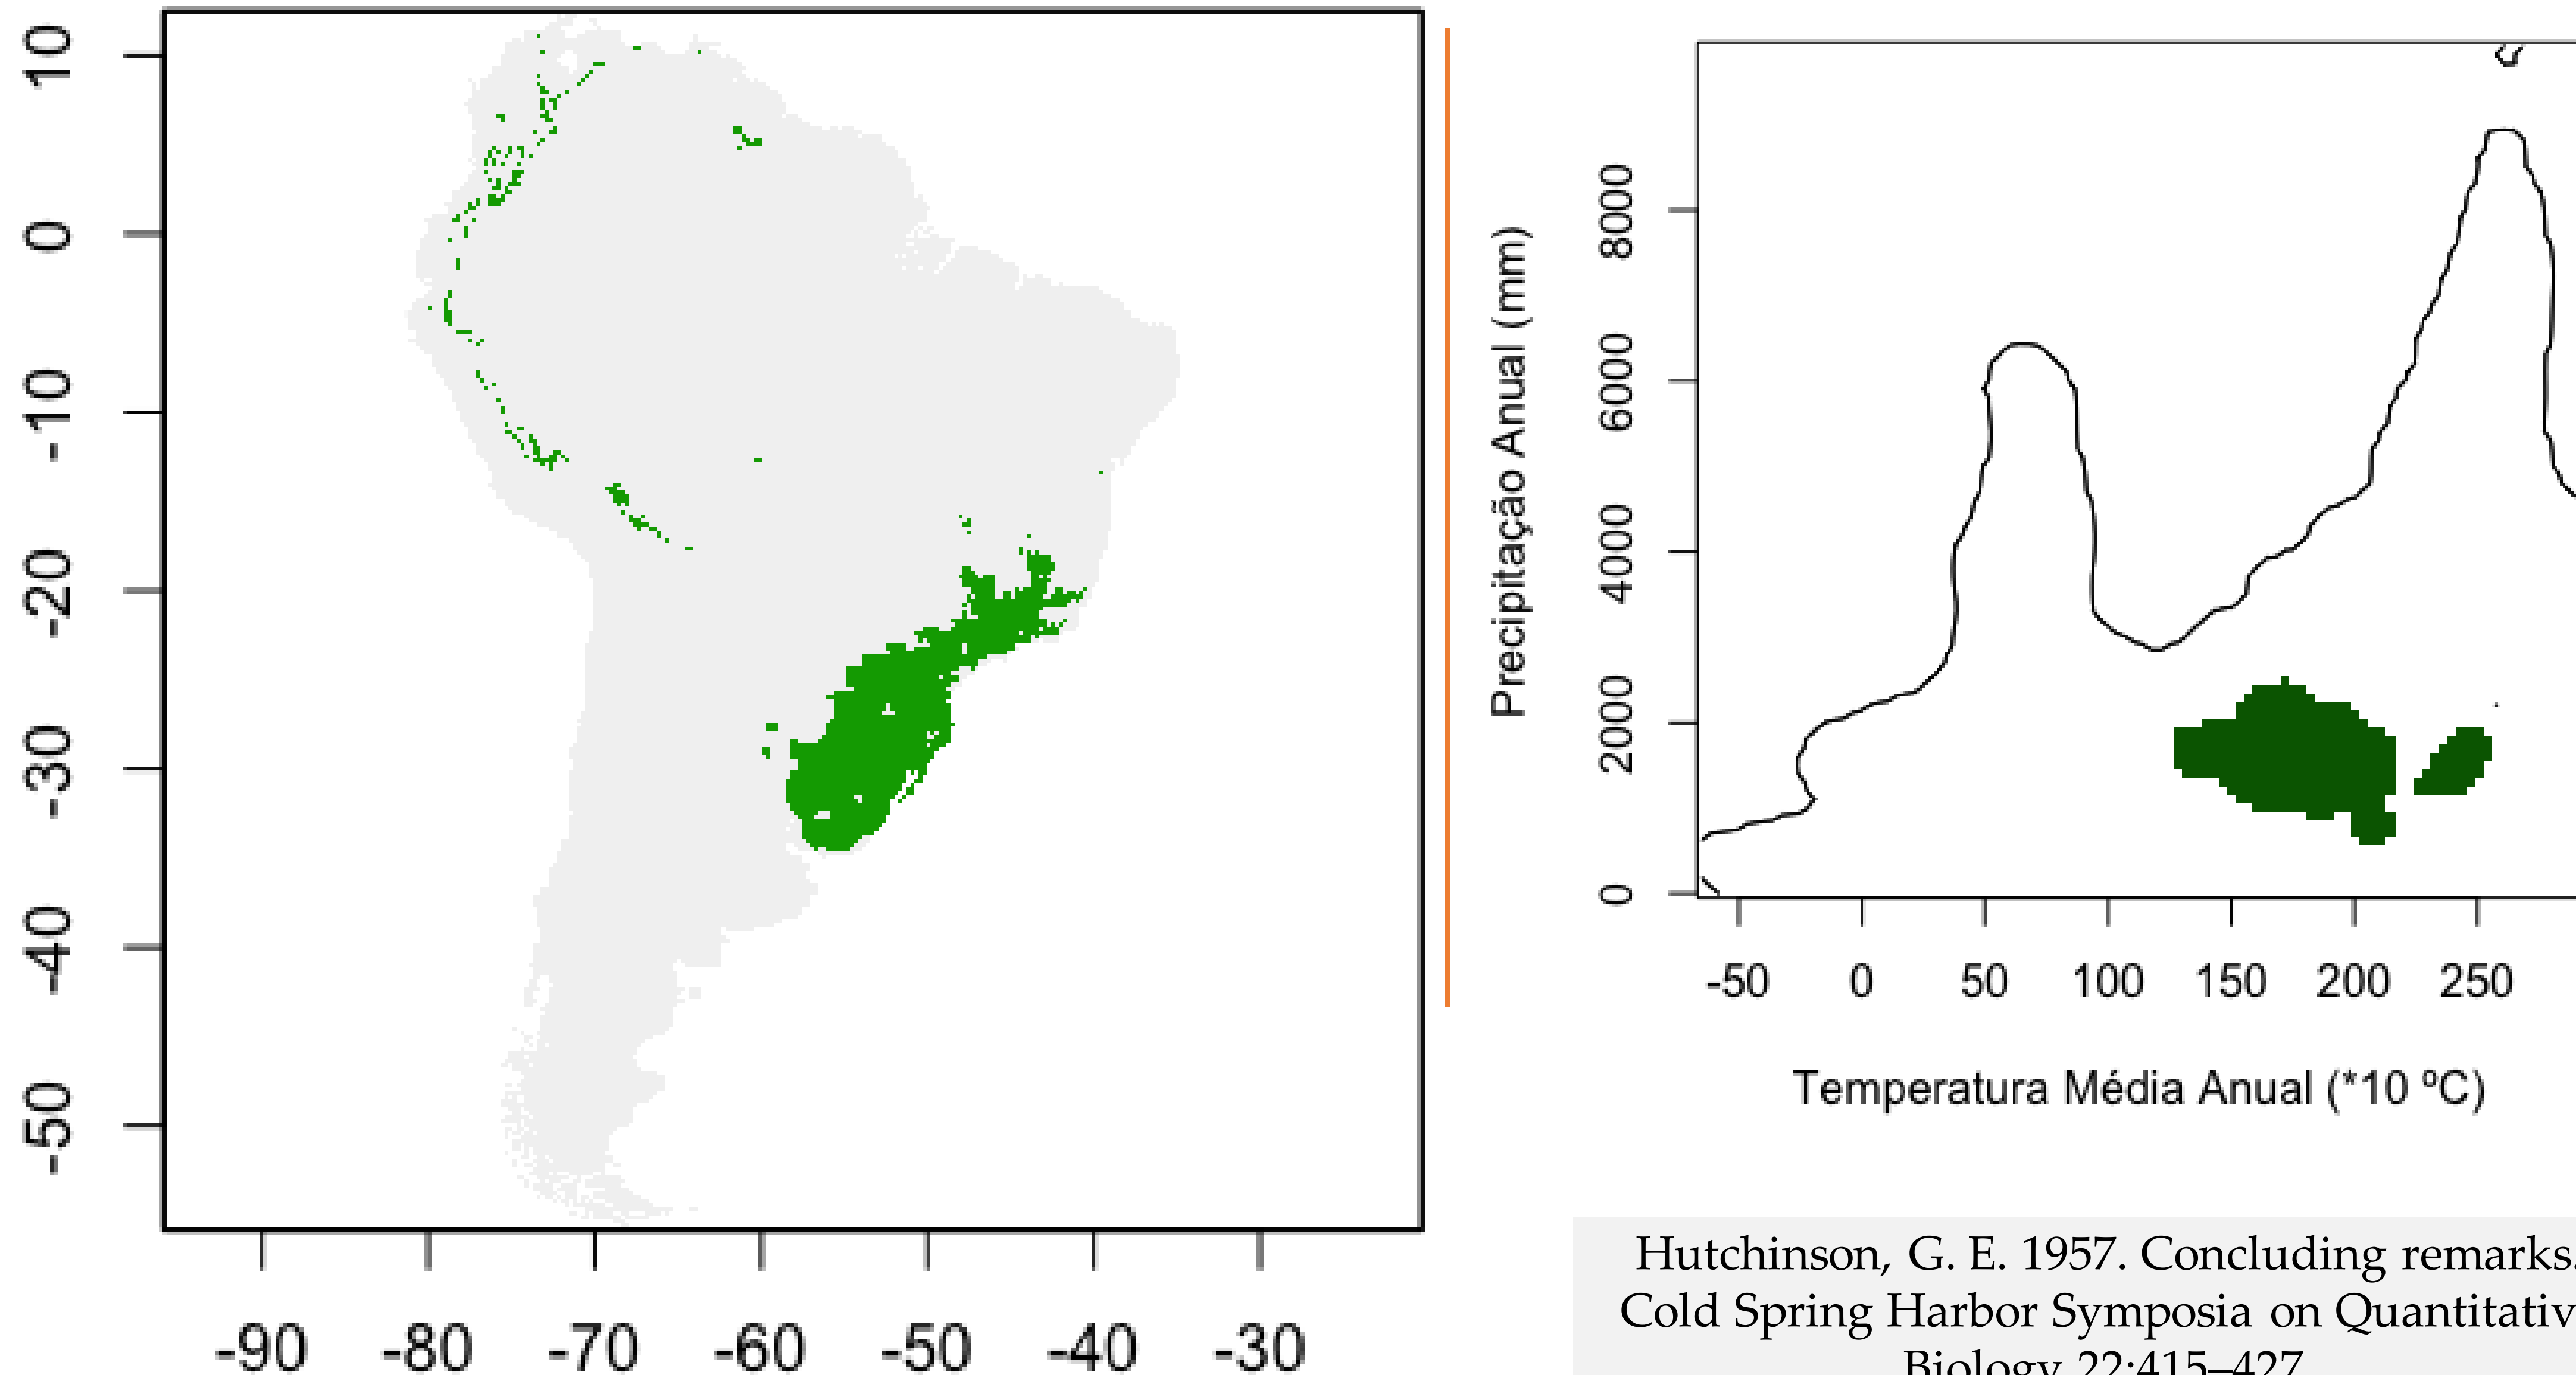 10
0
-10
-20
-30
-40
-50
-90 -80 -70 -60 -50 -40 -30
Precipitação Anual (mm)
8000
6000
4000
2000
0
-50 0 50 100 150 200 250
Temperatura Média Anual (*10 ºC)
Hutchinson, G. E. 1957. Concluding remarks.
Cold Spring Harbor Symposia on Quantitativ
Biology 22:415–427